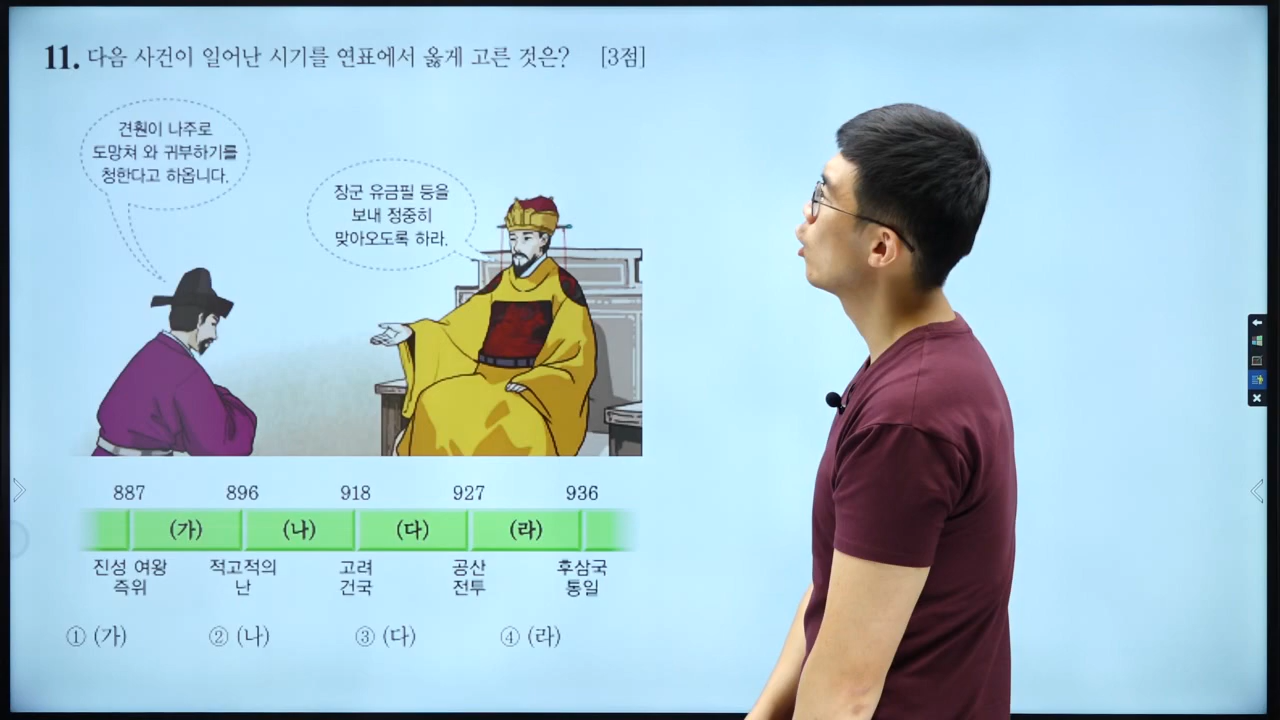 11. 다음 사건이 일어난 시기를 연표에서 옳게 고른 것은? [3점]
견훤이 나주로
도망쳐 와 귀부하기를
청한다고 하옵니다.
장군 유금필 등을
보내 정중히
맞아오도록 하라.
887 896 918 927 936
(가) (나) (다) (라)
진성 여왕 적고적의 고려 공산 후삼국
즉위 난 건국 전투 통일
① (가) ② (나) ③ (다) ④ (라)